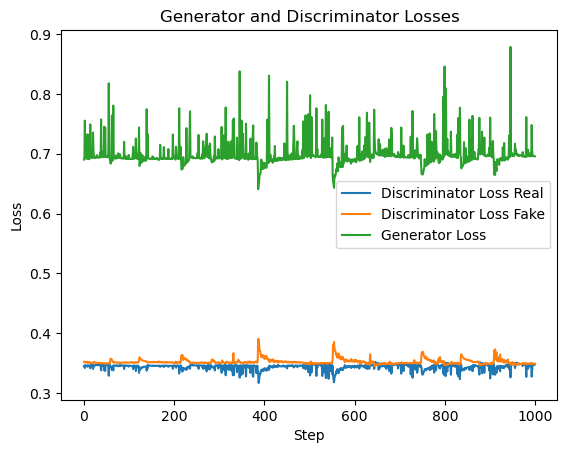 Generator and Discriminator Losses
0.9
0.8
0.7
0.6
0.5
0.4
0.3
Loss
Discriminator Loss Real
Discriminator Loss Fake
Generator Loss
0 200 400 600 800 1000
Step